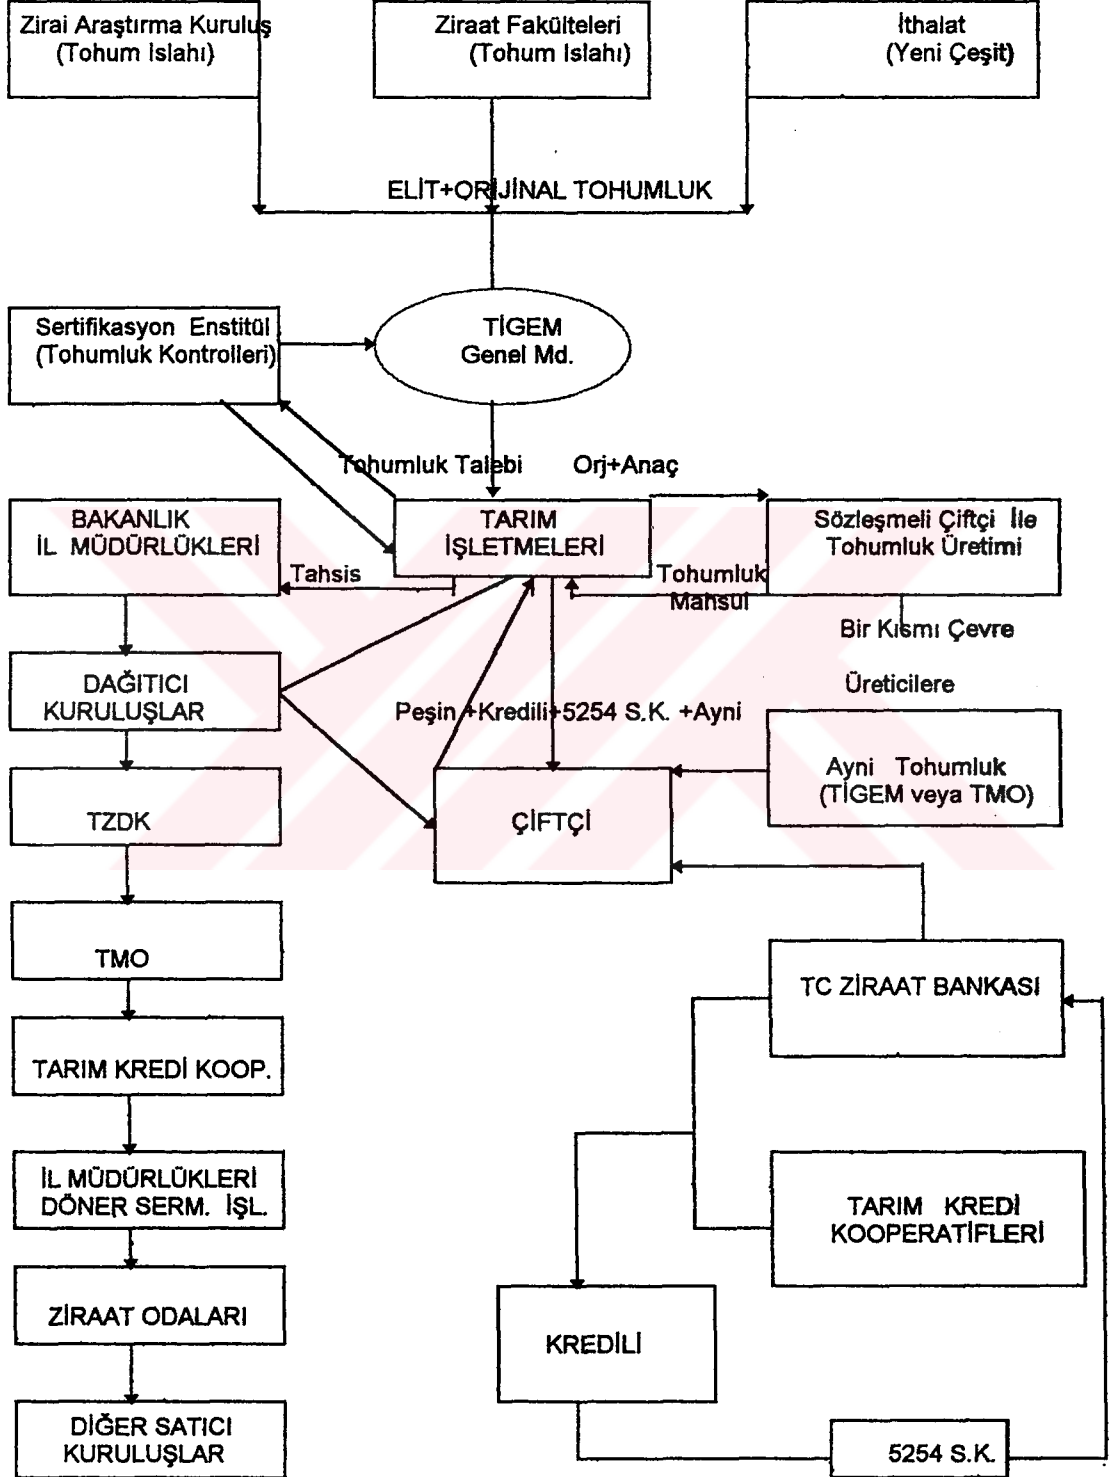 Zirai Araştırma Kuruluş
(Tohum Islahı)
Ziraat Fakülteleri
(Tohum Islahı)
İthalat
(Yeni Çeşit)
ELİT+ORİJİNAL TOHUMLUK
Sertifikasyon Enstitül
(Tohumluk Kontrolleri)
TİGEM
Genel Md.
Tohumluk Talebi
Orj+Anaç
BAKANLIK
İL MÜDÜRLÜKLERİ
TARIM
İŞLETMELERİ
Sözleşmeli Çiftçi İle
Tohumluk Üretimi
Tahsis
Tohumluk
Mahsul
Bir Kısmı Çevre
Üreticilere
DAĞITICI
KURULUŞLAR
Peşin +Kredili+5254 S.K. +Ayni
Ayni Tohumluk
(TİGEM veya TMO)
TZDK
ÇİFTÇİ
TMO
TC ZİRAAT BANKASI
TARIM KREDİ KOOP.
İL MÜDÜRLÜKLERİ
DÖNER SERM. İŞL.
TARIM KREDİ
KOOPERATİFLERİ
ZİRAAT ODALARI
KREDİLİ
DİĞER SATICI
KURULUŞLAR
5254 S.K.